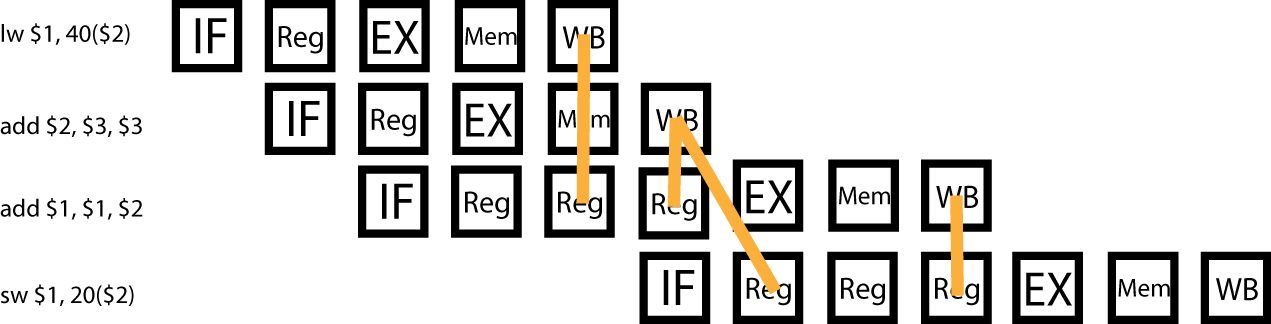 lw $1, 40($2) IF Reg EX Mem WB
add $2, $3, $3 IF Reg EX Mem WB
add $1, $1, $2 IF Reg Reg Reg EX Mem WB
sw $1, 20($2) IF Reg Reg Reg EX Mem WB